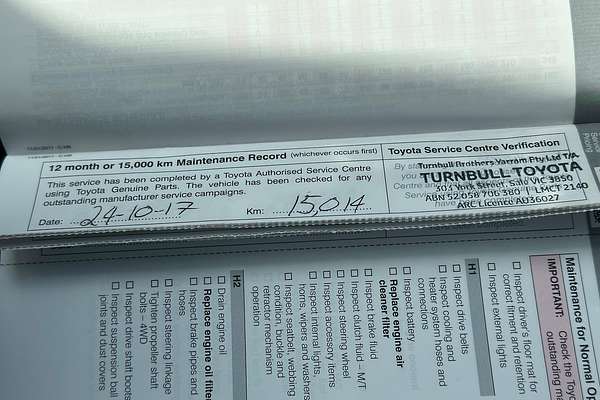 12 month or 15,000 km Maintenance Record (whichever occurs first)
This service has been completed by a Toyota Authorised Service Centre
using Toyota Genuine Parts. The vehicle has been checked for any
outstanding manufacturer service campaigns.
Date: 24-10-17 Km: 15,014
Toyota Service Centre Verification
Turnbull Brothers Yarram Pty Ltd T/A
TURNBULL TOYOTA
303 York Street, Sale VIC 3850
ABN 52 058 706 380 | LMCT 2140
ARC Licence AU36027
Maintenance for Normal Op
IMPORTANT: Check the Toy
outstanding ma
Inspect driver's floor mat for
correct fitment and retention
Inspect external lights
H1
Inspect drive belts
Inspect cooling and
heater system hoses and
connections
Inspect battery
Replace engine air
cleaner filter
Inspect brake fluid
Inspect clutch fluid – M/T
Inspect steering wheel
Inspect accessory items
Inspect internal lights,
horns, wipers and washers
Inspect seatbelt, webbing
condition, buckle and
retractor mechanism
operation
H2
Drain engine oil
Replace engine oil filter
Inspect brake pipes and
hoses
Inspect steering linkage
Tighten propeller shaft
bolts – 4WD
Inspect drive shaft boots
Inspect suspension ball
joints and dust covers